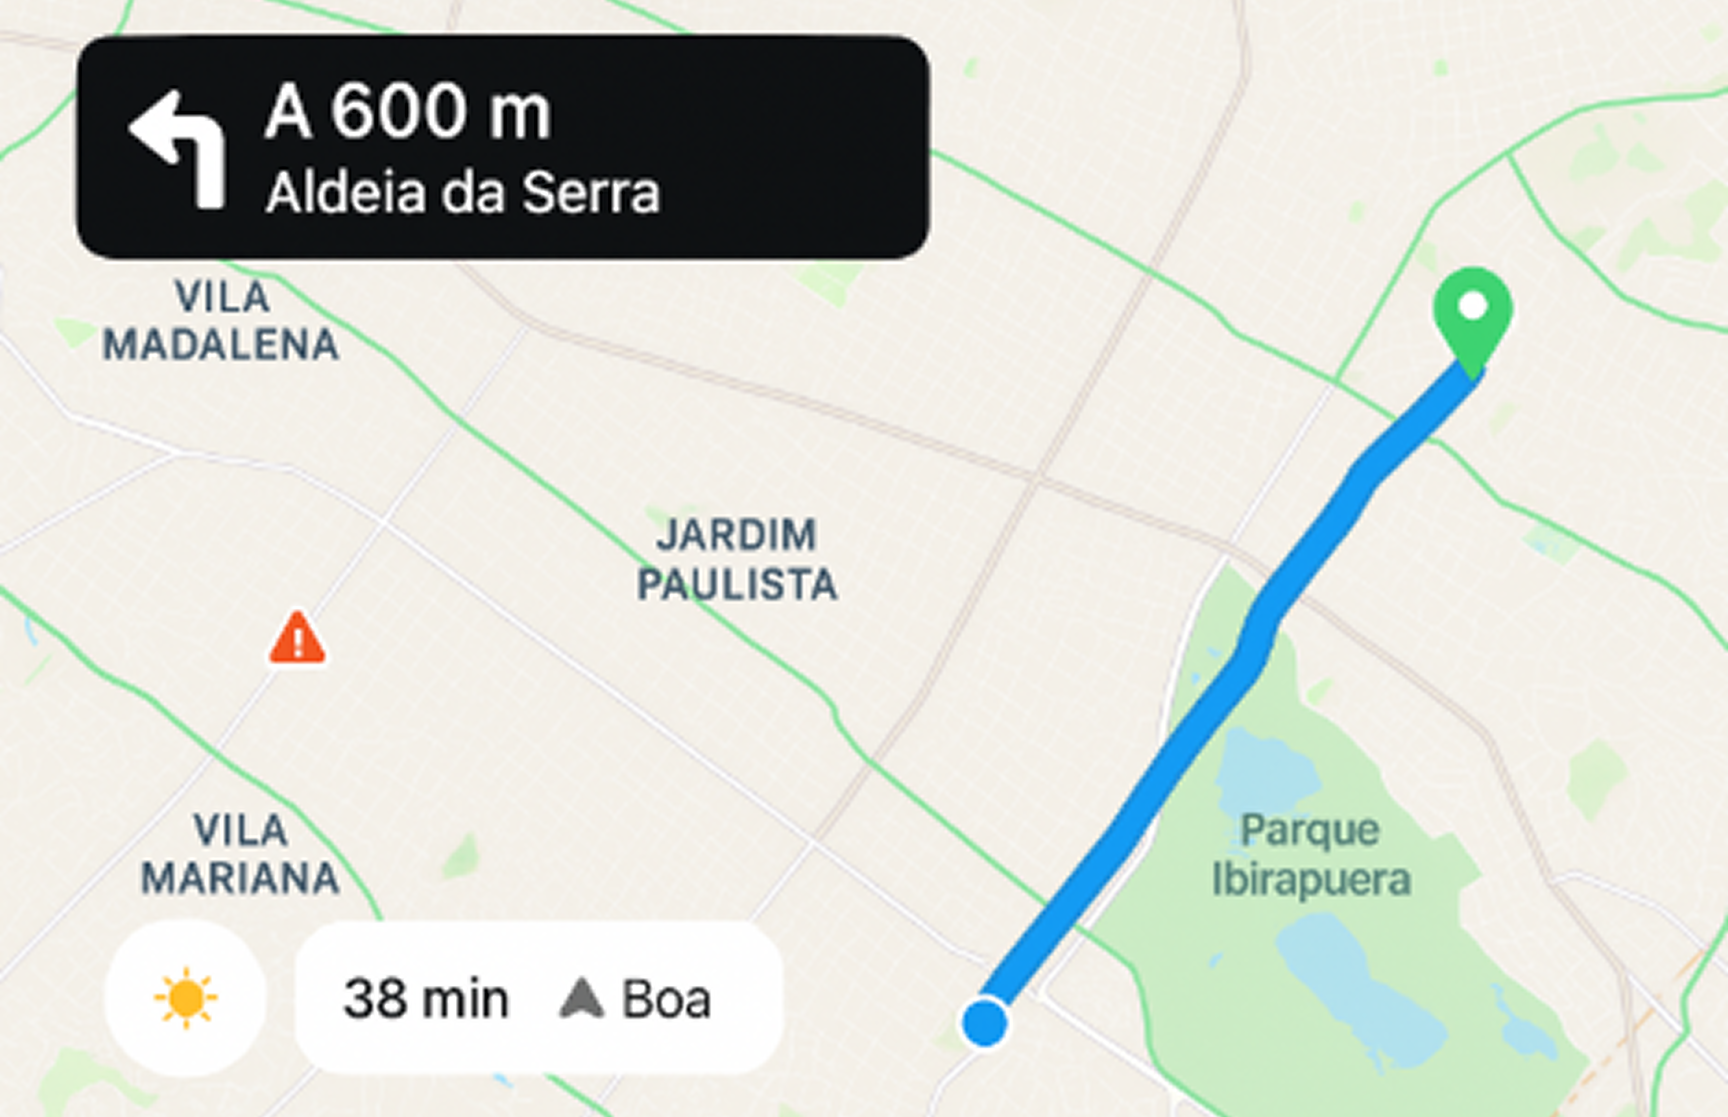 A 600 m
Aldeia da Serra
VILA
MADALENA
JARDIM
PAULISTA
VILA
MARIANA
Parque
Ibirapuera
38 min Boa